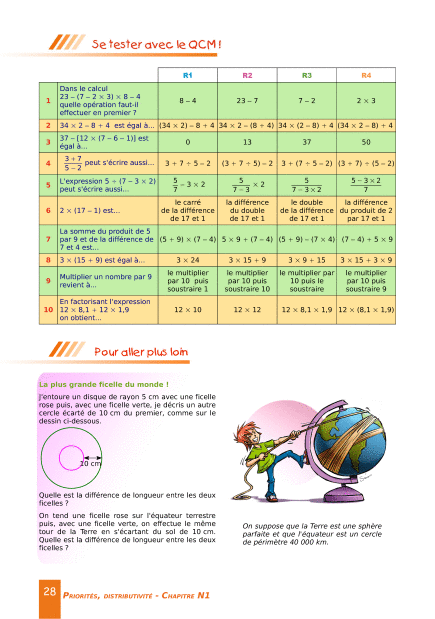 Se tester avec le QCM !
R1 R2 R3 R4
1 Dans le calcul
23 – (7 – 2 × 3) × 8 – 4
quelle opération faut-il
effectuer en premier ?
8 – 4 23 – 7 7 – 2 2 × 3
2 34 × 2 – 8 + 4 est égal à... (34 × 2) – 8 + 4 34 × 2 – (8 + 4) 34 × (2 – 8) + 4 (34 × 2 – 8) + 4
3 37 – [12 × (7 – 6 – 1)] est
égal à...
0 13 37 50
4 3 + 7 / 5 – 2 peut s'écrire aussi... 3 + 7 ÷ 5 – 2 (3 + 7 ÷ 5) – 2 3 + (7 ÷ 5 – 2) (3 + 7) ÷ (5 – 2)
5 L'expression 5 ÷ (7 – 3 × 2)
peut s'écrire aussi...
5 / 7 – 3 × 2 5 / 7 – 3 × 2 5 / 7 – 3 × 2 5 – 3 × 2 / 7
6 2 × (17 – 1) est...
le carré
de la différence
de 17 et 1
la différence
du double
de 17 et 1
le double
de la différence
de 17 et 1
la différence
du produit de 2
par 17 et 1
7 La somme du produit de 5
par 9 et de la différence de
7 et 4 est...
(5 + 9) × (7 – 4) 5 × 9 + (7 – 4) (5 + 9) – (7 × 4) (7 – 4) + 5 × 9
8 3 × (15 + 9) est égal à... 3 × 24 3 × 15 + 9 3 × 9 + 15 3 × 15 + 3 × 9
9 Multiplier un nombre par 9
revient à...
le multiplier
par 10 puis
soustraire 1
le multiplier
par 10 puis
soustraire 10
le multiplier par
10 puis le
soustraire
le multiplier
par 10 puis
soustraire 9
10 En factorisant l'expression
12 × 8,1 + 12 × 1,9
on obtient...
12 × 10 12 × 12 12 × 8,1 × 1,9 12 × (8,1 × 1,9)
Pour aller plus loin
La plus grande ficelle du monde !
J'entoure un disque de rayon 5 cm avec une ficelle
rose puis, avec une ficelle verte, je décris un autre
cercle écarté de 10 cm du premier, comme sur le
dessin ci-dessous.
10 cm
Quelle est la différence de longueur entre les deux
ficelles ?
On tend une ficelle rose sur l'équateur terrestre
puis, avec une ficelle verte, on effectue le même
tour de la Terre en s'écartant du sol de 10 cm.
Quelle est la différence de longueur entre les deux
ficelles ?
On suppose que la Terre est une sphère
parfaite et que l'équateur est un cercle
de périmètre 40 000 km.
28 PRIORITÉS, DISTRIBUTIVITÉ - CHAPITRE N1